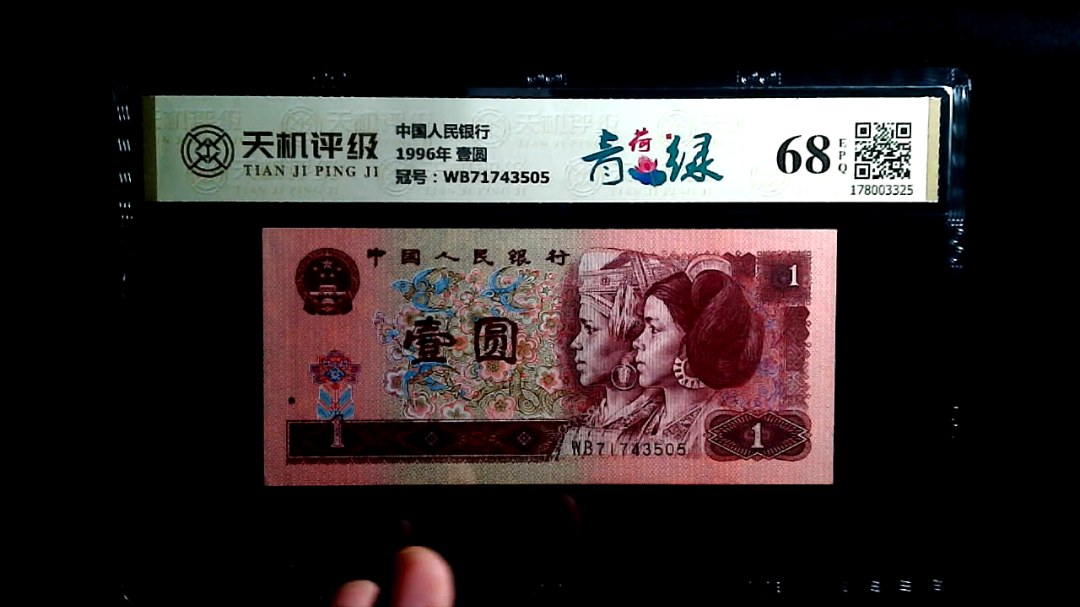 天机评级
TIAN JI PING JI
中国人民银行
1996年 壹圆
冠号：WB71743505
青荷绿
68
EPQ
178003325
中國人民銀行
1
壹圆
1
1
WB71743505